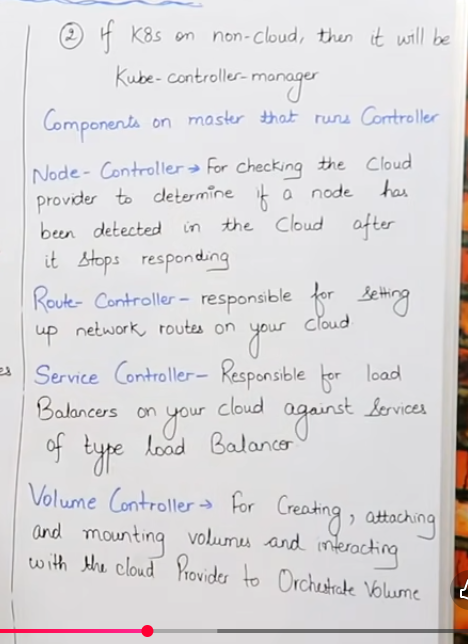 ② If K8s on non-cloud, then it will be
Kube-controller-manager
Components on master that runs Controller
Node-Controller → For checking the Cloud
provider to determine if a node has
been detected in the Cloud after
it stops responding
Route-Controller - responsible for setting
up network routes on your cloud.
es
Service Controller - Responsible for load
Balancers on your cloud against Services
of type load Balancer.
Volume Controller → For Creating, attaching
and mounting volumes and interacting
with the cloud Provider to Orchestrate Volume